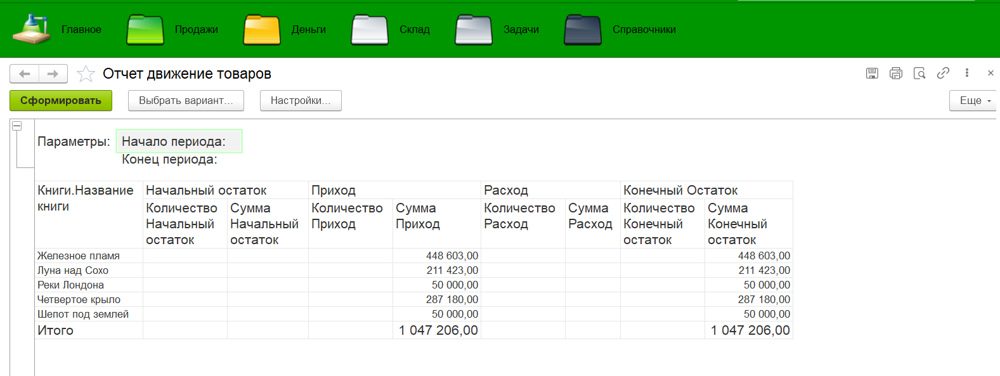 Главное Продажи Деньги Склад Задачи Справочники
Отчет движение товаров
Сформировать Выбрать вариант... Настройки... Еще
Параметры: Начало периода:
Конец периода:
Книги.Название книги Начальный остаток Приход Расход Конечный Остаток
Количество Начальный остаток Сумма Начальный остаток Количество Приход Сумма Приход Количество Расход Сумма Расход Количество Конечный остаток Сумма Конечный остаток
Железное пламя 448 603,00 448 603,00
Луна над Сохо 211 423,00 211 423,00
Реки Лондона 50 000,00 50 000,00
Четвертое крыло 287 180,00 287 180,00
Шепот под землей 50 000,00 50 000,00
Итого 1 047 206,00 1 047 206,00